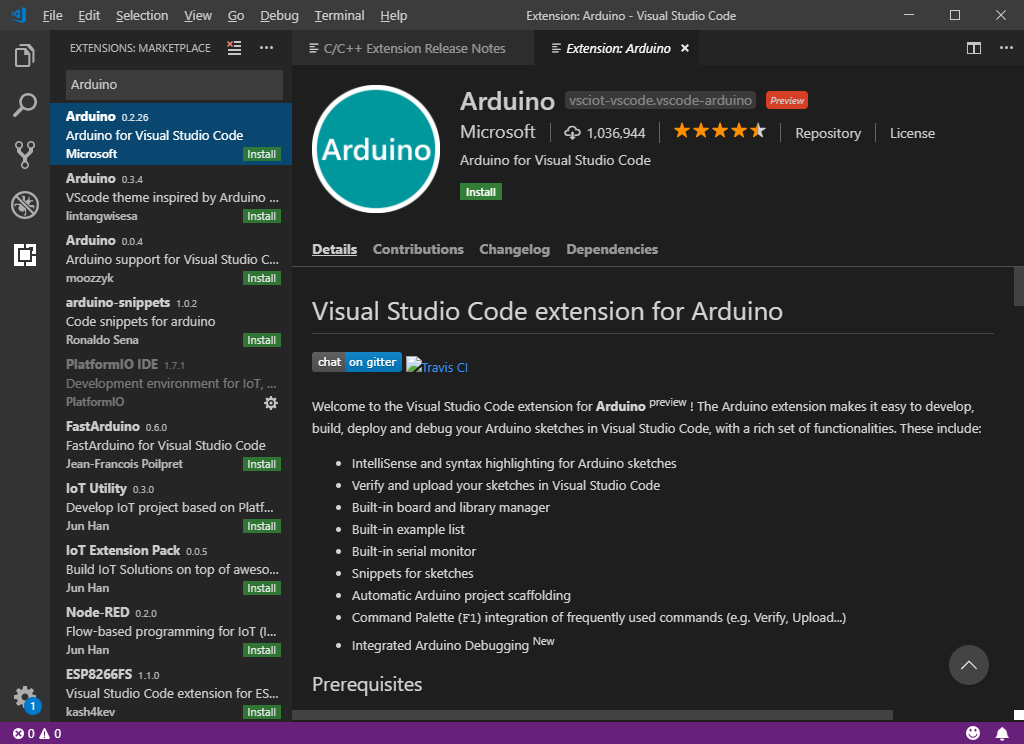 File Edit Selection View Go Debug Terminal Help Extension: Arduino - Visual Studio Code
EXTENSIONS: MARKETPLACE
Arduino
Arduino 0.2.26
Arduino for Visual Studio Code
Microsoft Install
Arduino 0.3.4
VScode theme inspired by Arduino ...
lintangwisesa Install
Arduino 0.0.4
Arduino support for Visual Studio C...
moozzyk Install
arduino-snippets 1.0.2
Code snippets for arduino
Ronaldo Sena Install
PlatformIO IDE 1.7.1
Development environment for IoT, ...
PlatformIO
FastArduino 0.6.0
FastArduino for Visual Studio Code
Jean-Francois Poilpret Install
IoT Utility 0.3.0
Develop IoT project based on Platf...
Jun Han Install
IoT Extension Pack 0.0.5
Build IoT Solutions on top of aweso...
Jun Han Install
Node-RED 0.2.0
Flow-based programming for IoT (I...
Jun Han Install
ESP8266FS 1.1.0
Visual Studio Code extension for ES...
kash4kev Install
C/C++ Extension Release Notes Extension: Arduino
Arduino
Arduino vsciot-vscode.vscode-arduino Preview
Microsoft 1,036,944 Repository License
Arduino for Visual Studio Code
Install
Details Contributions Changelog Dependencies
Visual Studio Code extension for Arduino
chat on gitter Travis CI
Welcome to the Visual Studio Code extension for Arduino preview ! The Arduino extension makes it easy to develop,
build, deploy and debug your Arduino sketches in Visual Studio Code, with a rich set of functionalities. These include:
• IntelliSense and syntax highlighting for Arduino sketches
• Verify and upload your sketches in Visual Studio Code
• Built-in board and library manager
• Built-in example list
• Built-in serial monitor
• Snippets for sketches
• Automatic Arduino project scaffolding
• Command Palette (F1) integration of frequently used commands (e.g. Verify, Upload...)
• Integrated Arduino Debugging New
Prerequisites
1
0 0